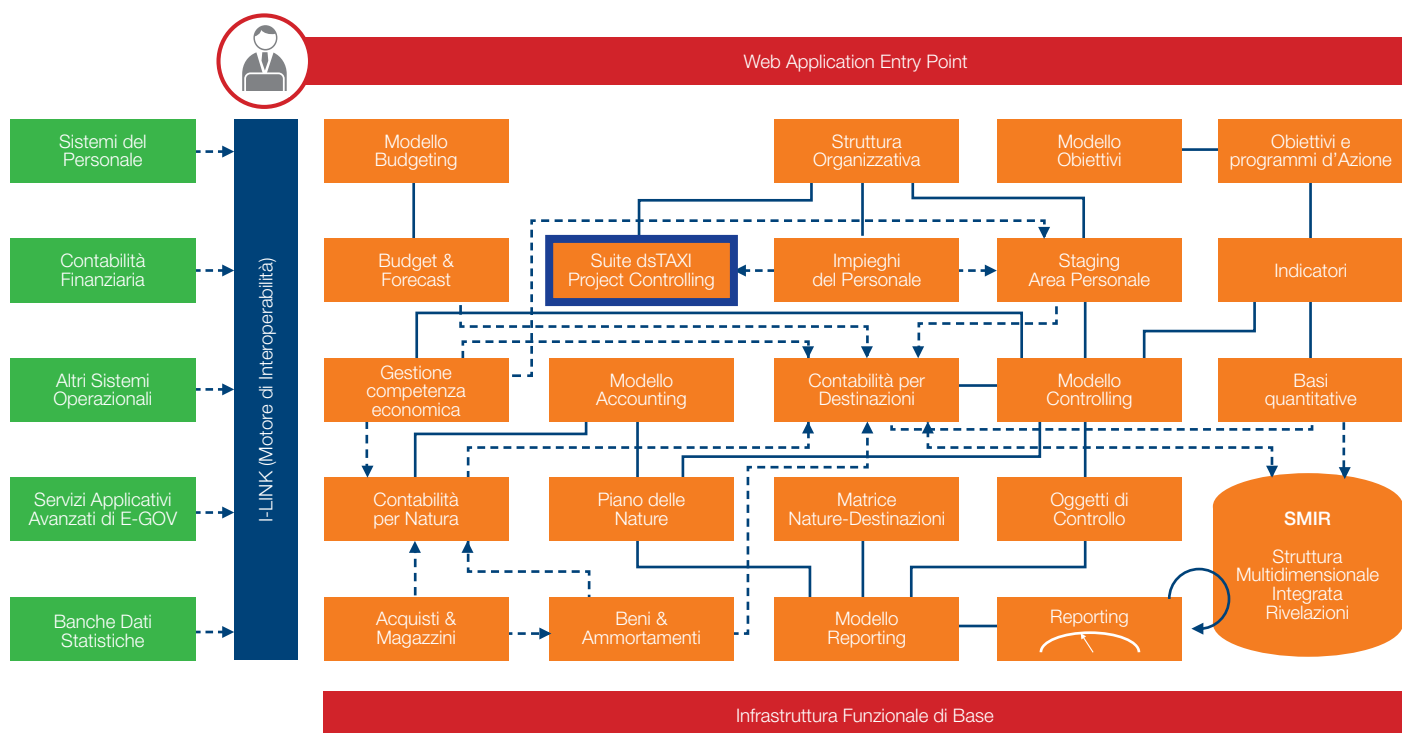 Web Application Entry Point
Sistemi del
Personale
I-LINK (Motore di Interoperabilità)
Modello
Budgeting
Struttura
Organizzativa
Modello
Obiettivi
Obiettivi e
programmi d'Azione
Contabilità
Finanziaria
Budget &
Forecast
Suite dsTAXI
Project Controlling
Impieghi
del Personale
Staging
Area Personale
Indicatori
Altri Sistemi
Operazionali
Gestione
competenza
economica
Modello
Accounting
Contabilità per
Destinazioni
Modello
Controlling
Basi
quantitative
Servizi Applicativi
Avanzati di E-GOV
Contabilità
per Natura
Piano delle
Nature
Matrice
Nature-Destinazioni
Oggetti di
Controllo
SMIR
Struttura
Multidimensionale
Integrata
Rivelazioni
Banche Dati
Statistiche
Acquisti &
Magazzini
Beni &
Ammortamenti
Modello
Reporting
Reporting
Infrastruttura Funzionale di Base